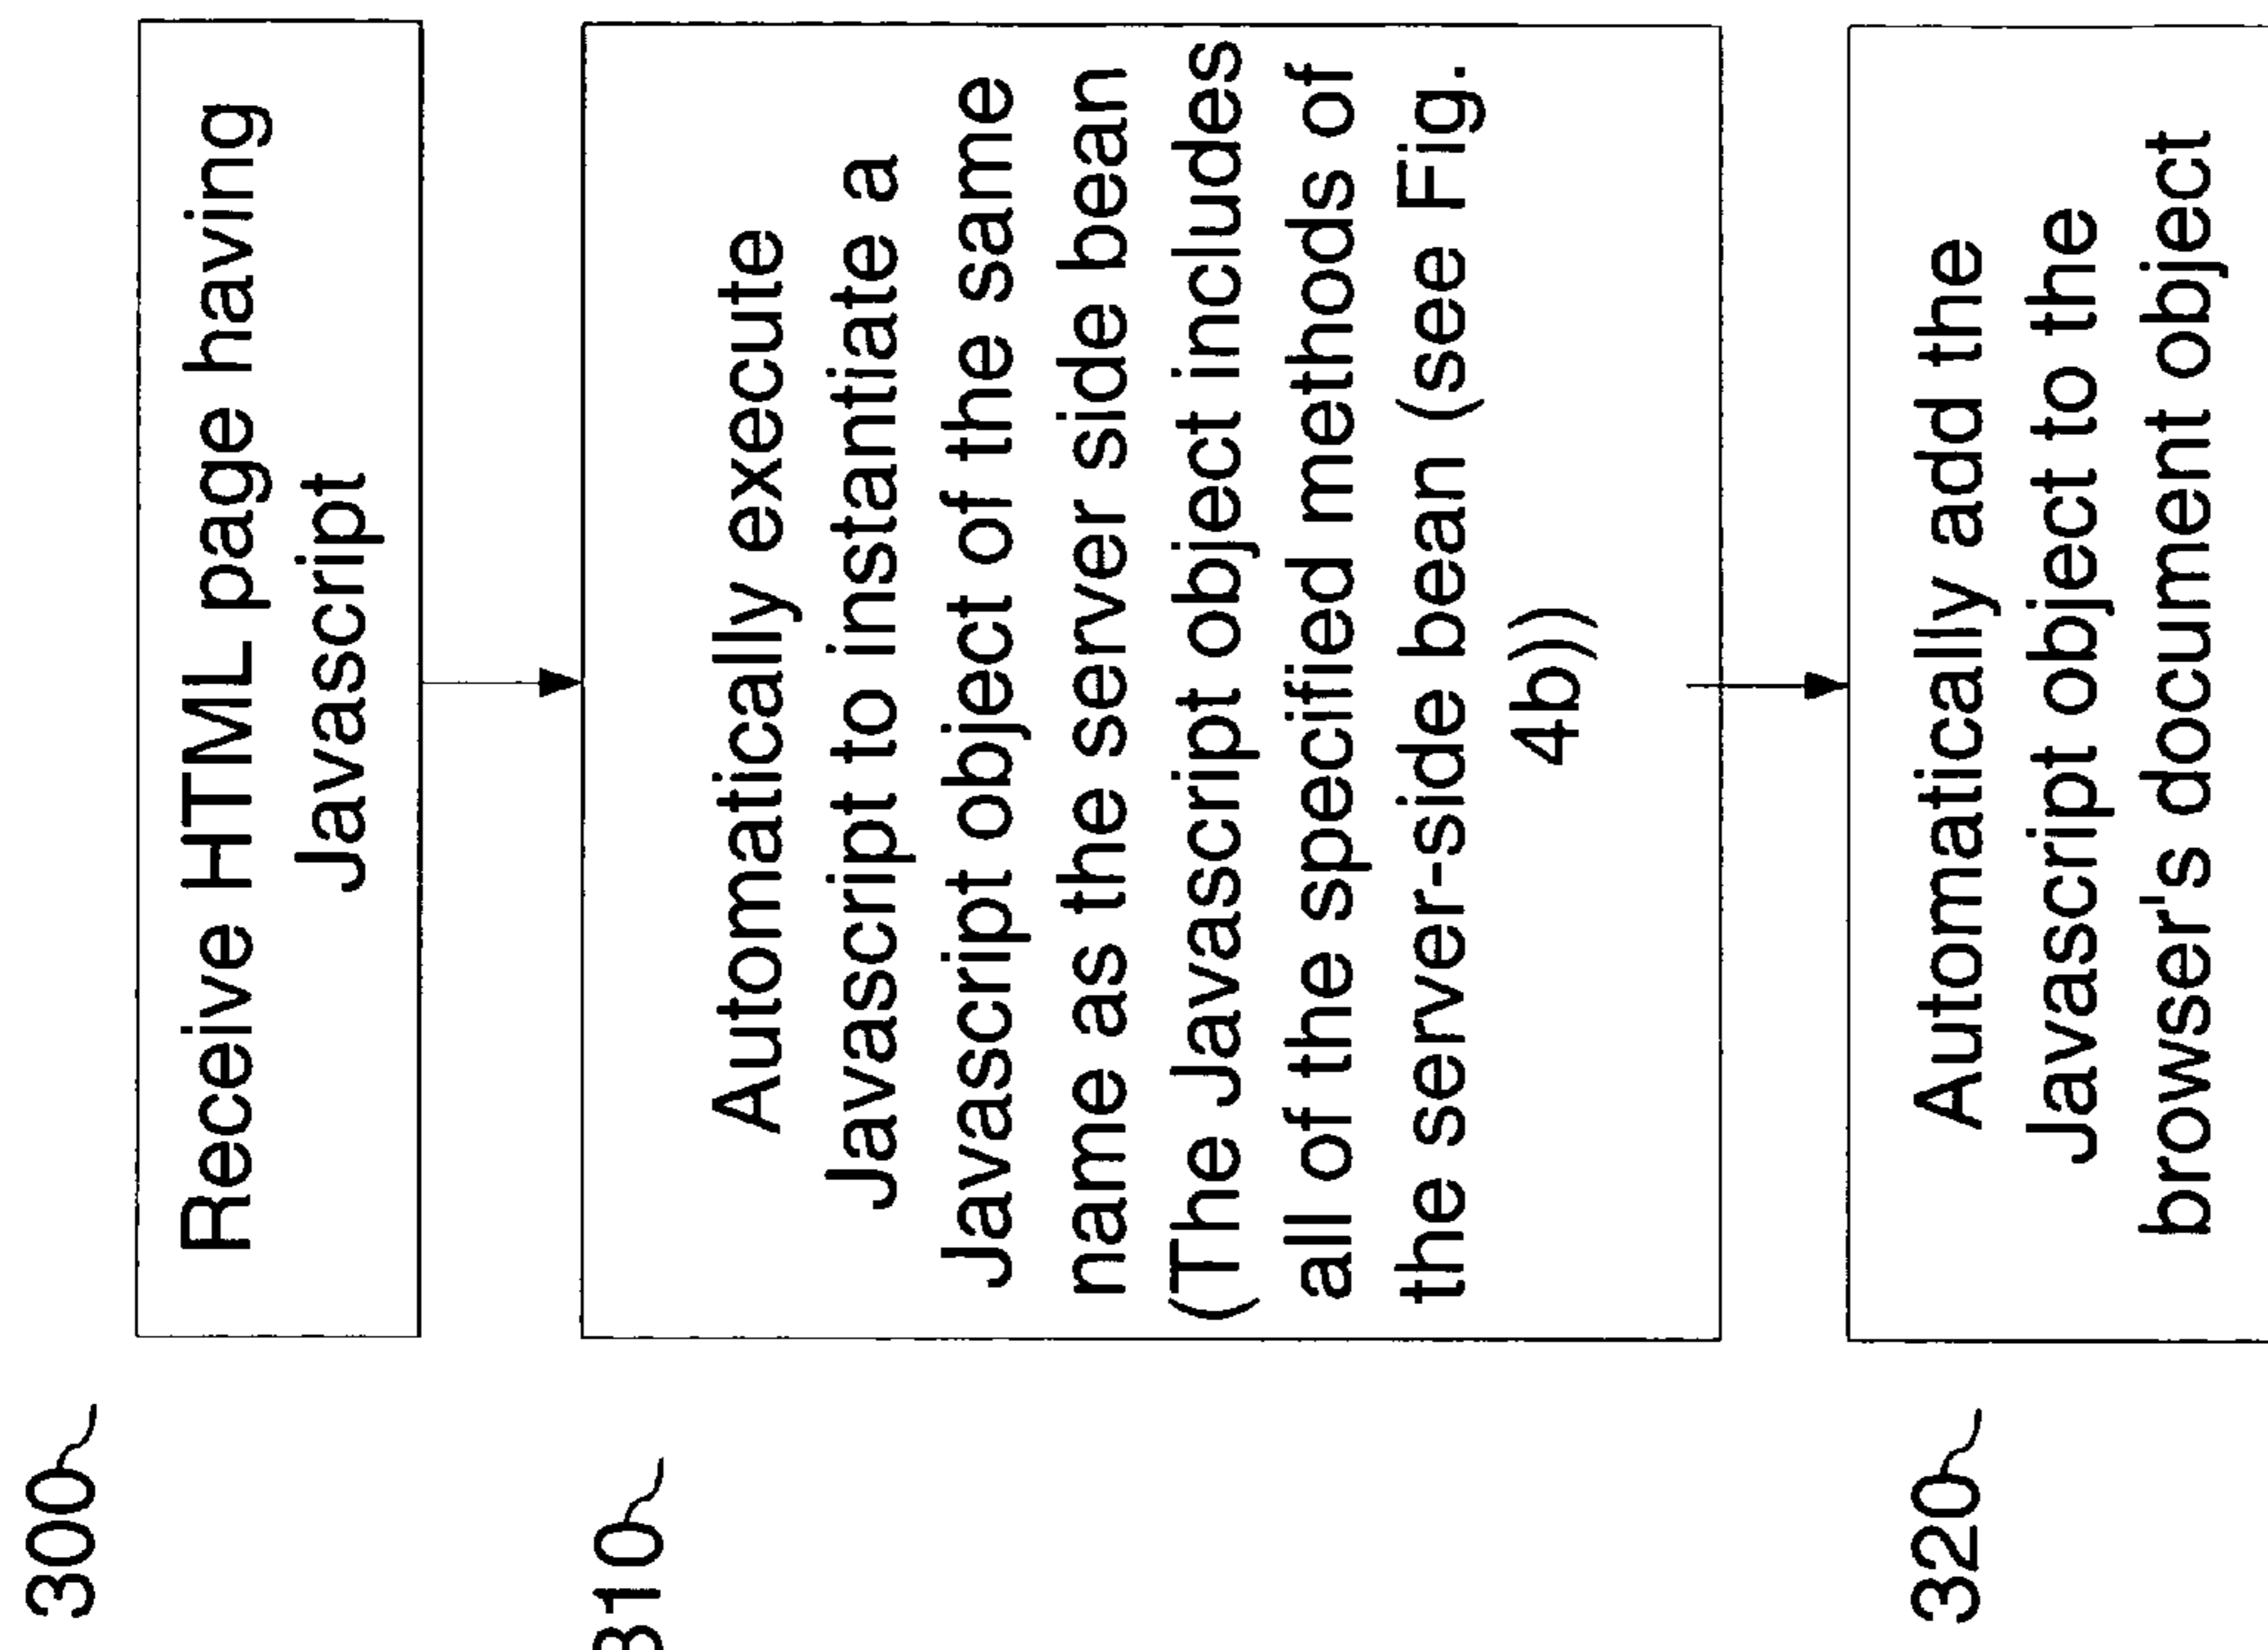 300
Receive HTML page having
Javascript
310
Automatically execute
Javascript to instantiate a
Javascript object of the same
name as the server side bean
(The Javascript object includes
all of the specified methods of
the server-side bean (see Fig.
4b))
320
Automatically add the
Javascript object to the
browser's document object